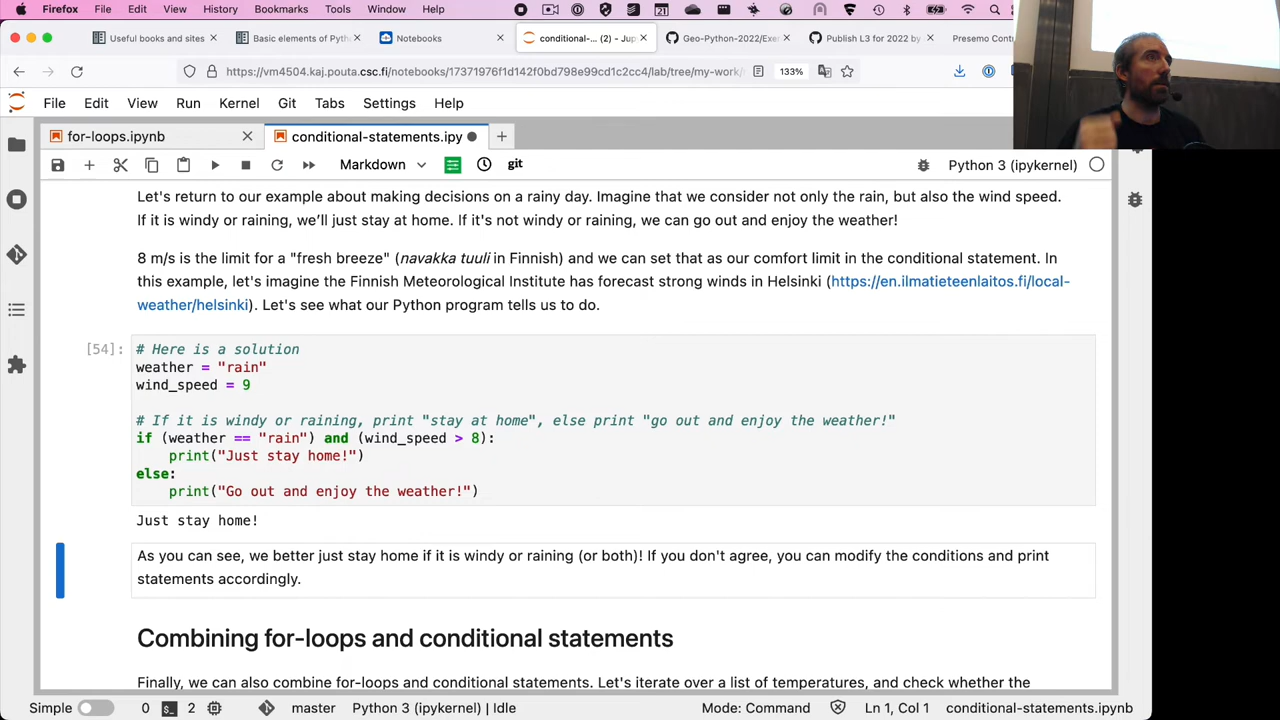 Firefox File Edit View History Bookmarks Tools Window Help
Useful books and sites
Basic elements of Pyth
Notebooks
conditional-... (2) - Jup
Geo-Python-2022/Exer
Publish L3 for 2022 by
Presemo Cont
https://vm4504.kaj.pouta.csc.fi/notebooks/17371976f1d142f0bd798e99cd1c2cc4/lab/tree/my-work/
133%
File Edit View Run Kernel Git Tabs Settings Help
for-loops.ipynb
conditional-statements.ipy
Markdown
git
Python 3 (ipykernel)
Let's return to our example about making decisions on a rainy day. Imagine that we consider not only the rain, but also the wind speed.
If it is windy or raining, we'll just stay at home. If it's not windy or raining, we can go out and enjoy the weather!
8 m/s is the limit for a "fresh breeze" (navakka tuuli in Finnish) and we can set that as our comfort limit in the conditional statement. In
this example, let's imagine the Finnish Meteorological Institute has forecast strong winds in Helsinki (https://en.ilmatieteenlaitos.fi/local-
weather/helsinki). Let's see what our Python program tells us to do.
[54]:
# Here is a solution
weather = "rain"
wind_speed = 9
# If it is windy or raining, print "stay at home", else print "go out and enjoy the weather!"
if (weather == "rain") and (wind_speed > 8):
print("Just stay home!")
else:
print("Go out and enjoy the weather!")
Just stay home!
As you can see, we better just stay home if it is windy or raining (or both)! If you don't agree, you can modify the conditions and print
statements accordingly.
Combining for-loops and conditional statements
Finally, we can also combine for-loops and conditional statements. Let's iterate over a list of temperatures, and check whether the
Simple 0 2 master Python 3 (ipykernel) | Idle Mode: Command Ln 1, Col 1 conditional-statements.ipynb